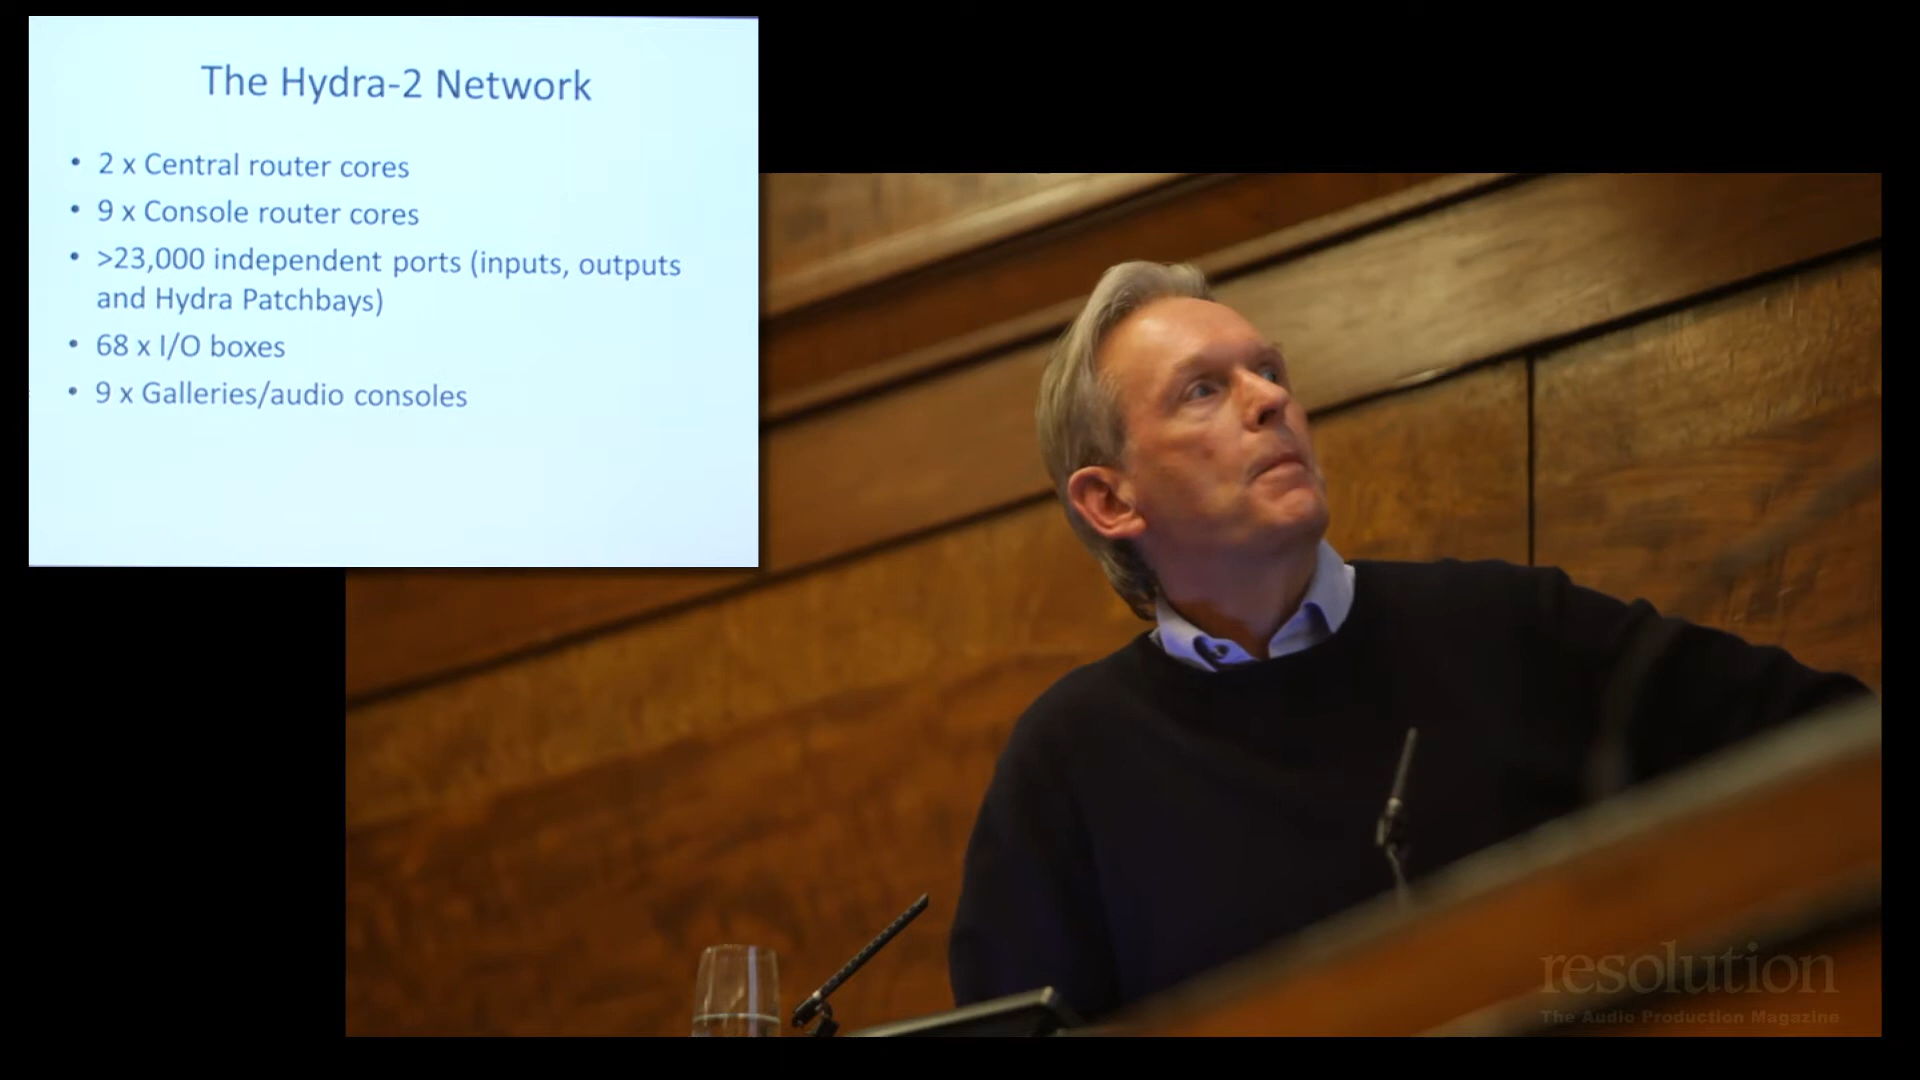 The Hydra-2 Network
• 2 x Central router cores
• 9 x Console router cores
• >23,000 independent ports (inputs, outputs
and Hydra Patchbays)
• 68 x I/O boxes
• 9 x Galleries/audio consoles
resolution
The Audio Production Magazine